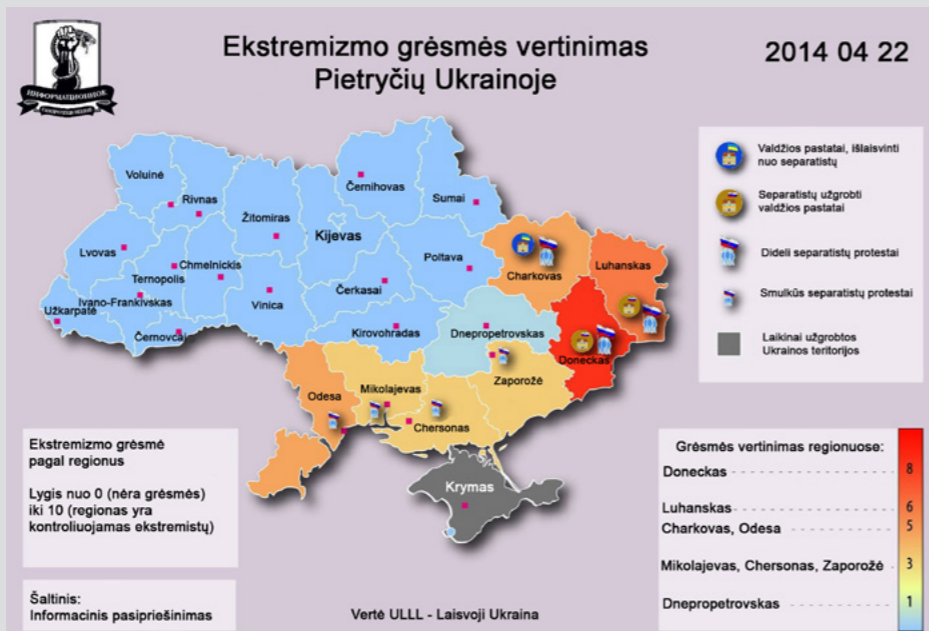 Ekstremizmo grėsmės vertinimas
Pietryčių Ukrainoje
2014 04 22
ИНФОРМАЦИОННОЕ
СОПРОТИВЛЕНИЕ
Valdžios pastatai, išlaisvinti
nuo separatistų
Separatistų užgrobti
valdžios pastatai
Dideli separatistų protestai
Smulkūs separatistų protestai
Laikinai užgrobtos
Ukrainos teritorijos
Voluinė
Rivnas
Žitomiras
Černihovas
Sumai
Kijevas
Lvovas
Ternopolis
Chmelnickis
Poltava
Charkovas
Luhanskas
Ivano-Frankivskas
Užkarpatė
Černovcai
Vinica
Čerkasai
Kirovohradas
Dnepropetrovskas
Doneckas
Odesa
Mikolajevas
Zaporožė
Chersonas
Krymas
Ekstremizmo grėsmė
pagal regionus
Lygis nuo 0 (nėra grėsmės)
iki 10 (regionas yra
kontroliuojamas ekstremistų)
Šaltinis:
Informacinis pasipriešinimas
Vertė ULLL - Laisvoji Ukraina
Grėsmės vertinimas regionuose:
Doneckas 8
Luhanskas 6
Charkovas, Odesa 5
Mikolajevas, Chersonas, Zaporožė 3
Dnepropetrovskas 1